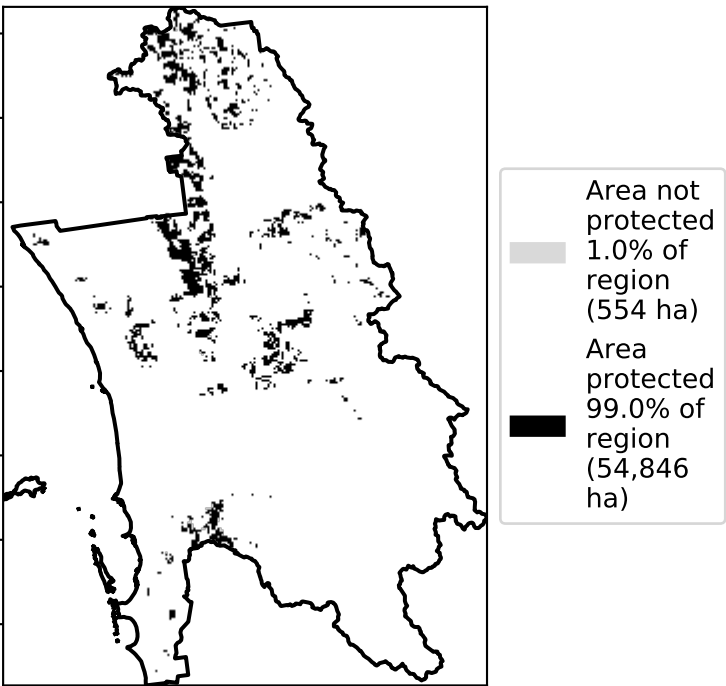 Area not
protected
1.0% of
region
(554 ha)
Area
protected
99.0% of
region
(54,846
ha)